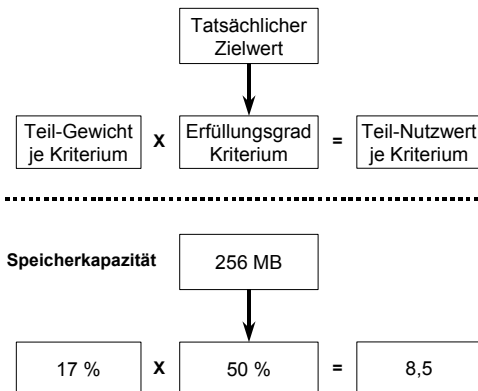 Tatsächlicher
Zielwert
Teil-Gewicht
je Kriterium
X
Erfüllungsgrad
Kriterium
=
Teil-Nutzwert
je Kriterium
Speicherkapazität
256 MB
17 %
X
50 %
=
8,5